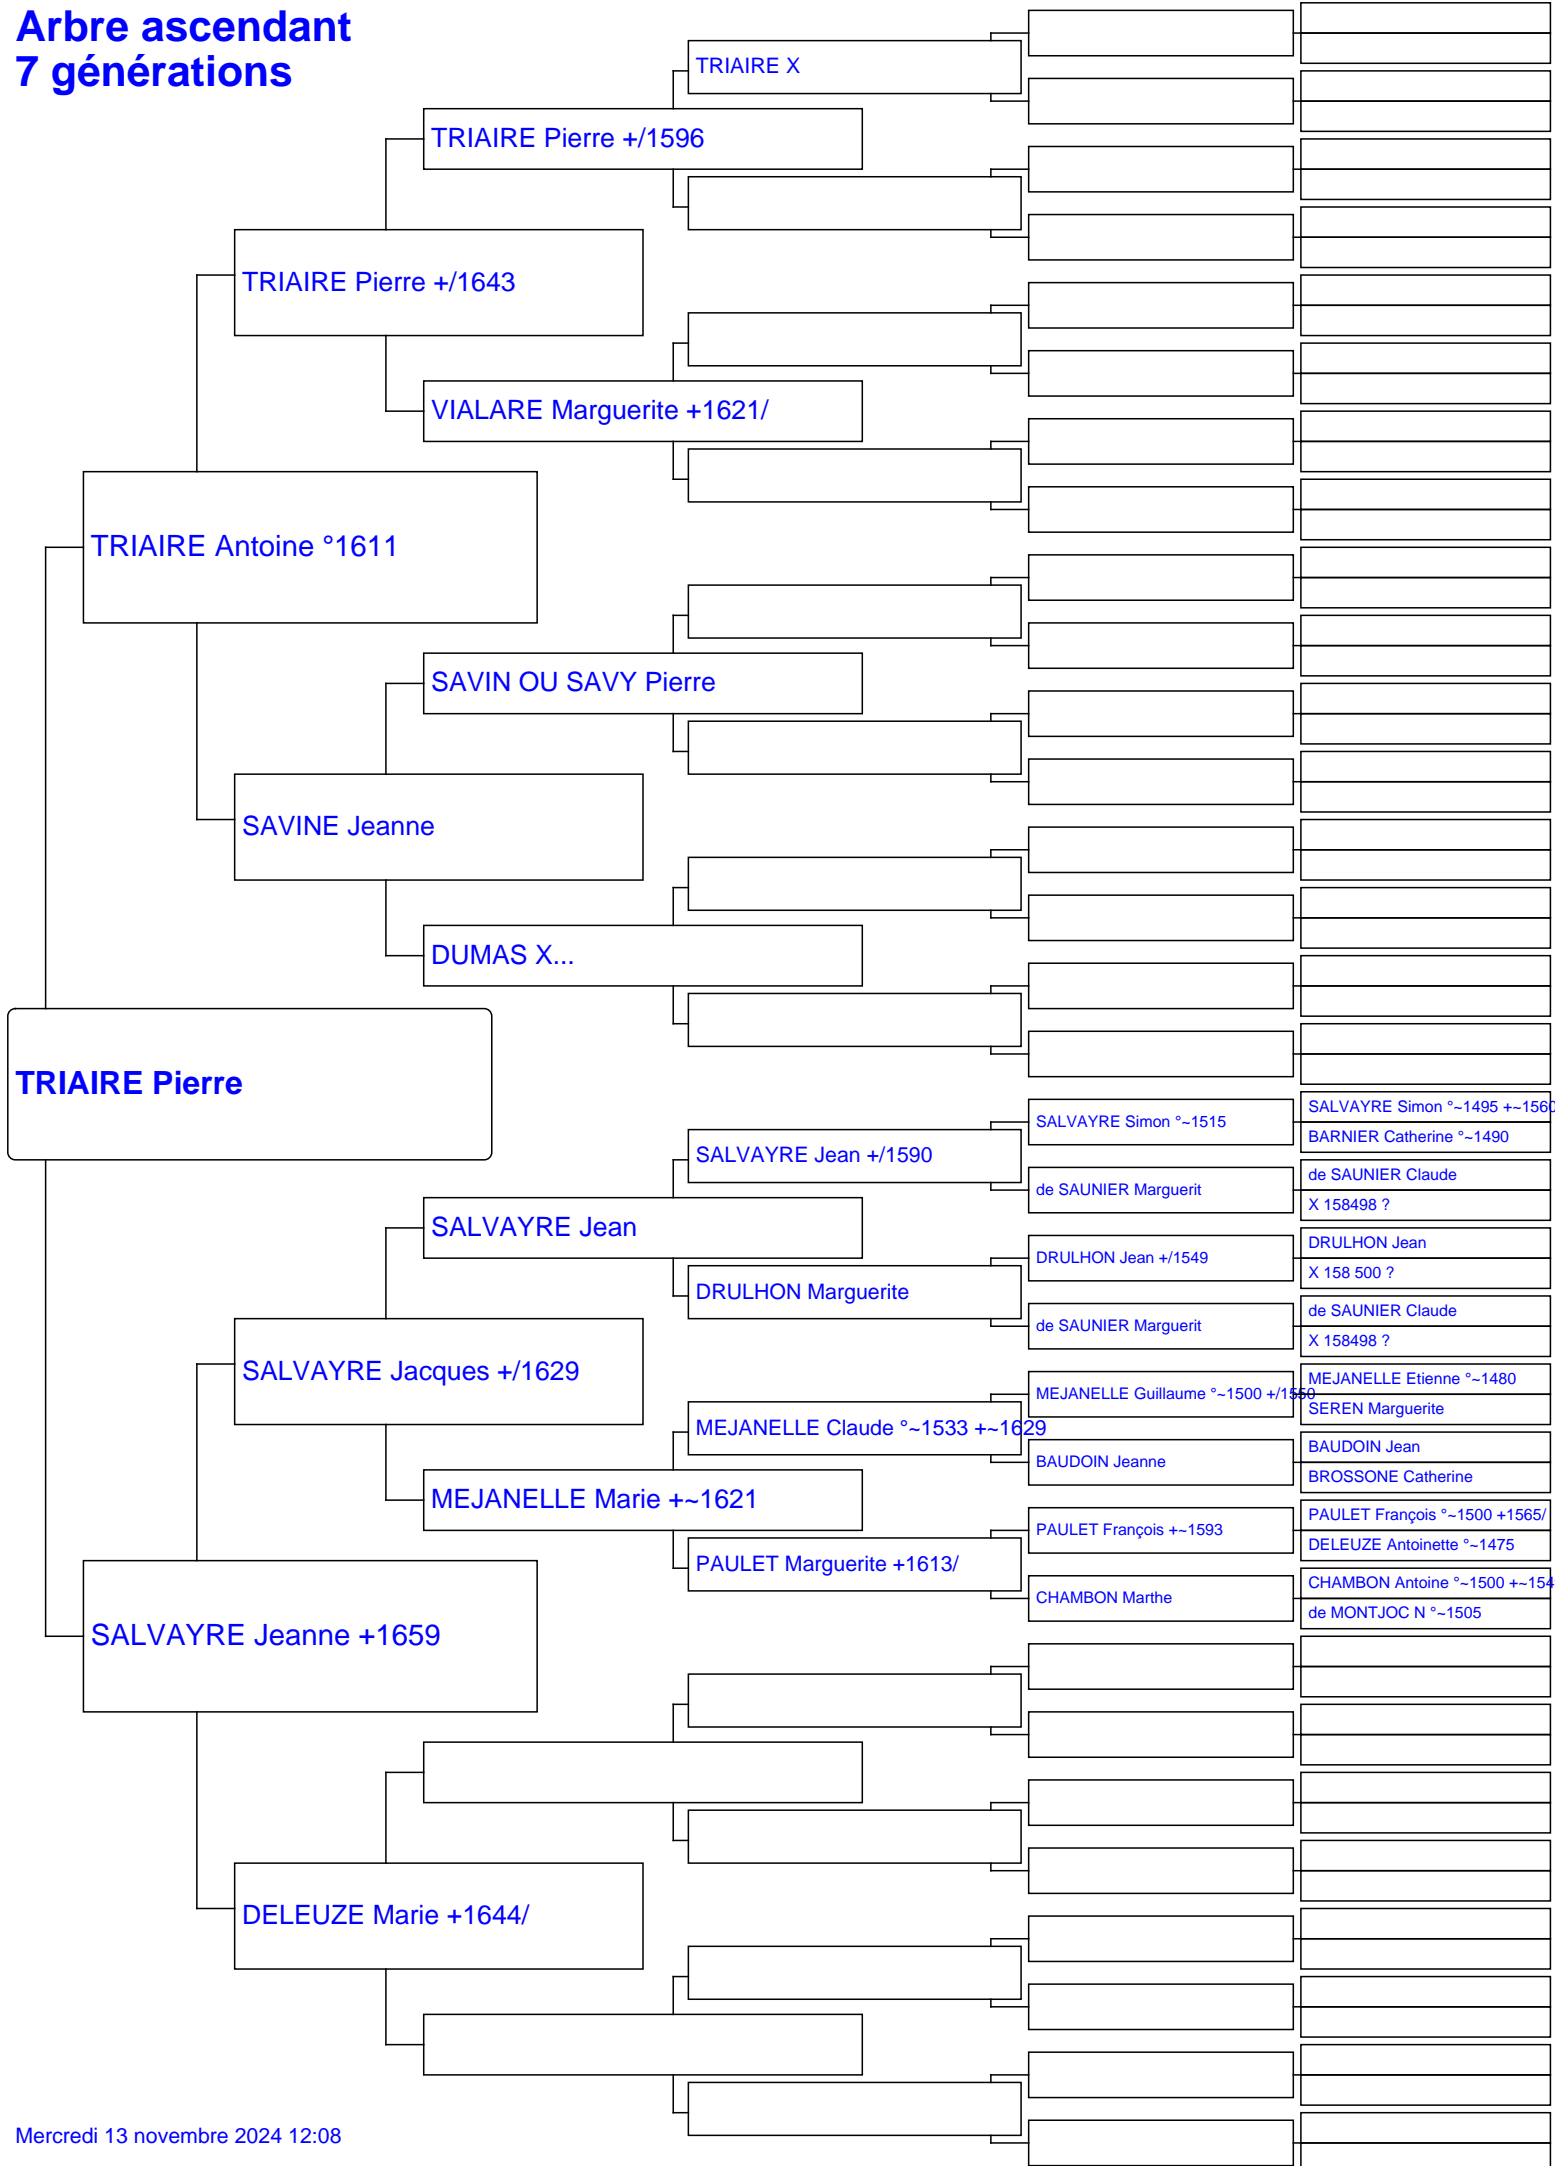 Arbre ascendant
7 générations
TRIAIRE X
TRIAIRE Pierre +/1596
TRIAIRE Pierre +/1643
VIALARE Marguerite +1621/
TRIAIRE Antoine °1611
SAVIN OU SAVY Pierre
SAVINE Jeanne
DUMAS X...
TRIAIRE Pierre
SALVAYRE Simon °~1495 +~1560
SALVAYRE Simon °~1515
BARNIER Catherine °~1490
SALVAYRE Jean +/1590
de SAUNIER Claude
de SAUNIER Marguerit
X 158498 ?
SALVAYRE Jean
DRULHON Jean
DRULHON Jean +/1549
X 158 500 ?
DRULHON Marguerite
de SAUNIER Claude
de SAUNIER Marguerit
X 158498 ?
SALVAYRE Jacques +/1629
MEJANELLE Etienne °~1480
MEJANELLE Guillaume °~1500 +/1550
SEREN Marguerite
MEJANELLE Claude °~1533 +~1629
BAUDOIN Jean
BAUDOIN Jeanne
BROSSONE Catherine
MEJANELLE Marie +~1621
PAULET François °~1500 +1565/
PAULET François +~1593
DELEUZE Antoinette °~1475
PAULET Marguerite +1613/
CHAMBON Antoine °~1500 +~154
CHAMBON Marthe
de MONTJOC N °~1505
SALVAYRE Jeanne +1659
DELEUZE Marie +1644/
Mercredi 13 novembre 2024 12:08